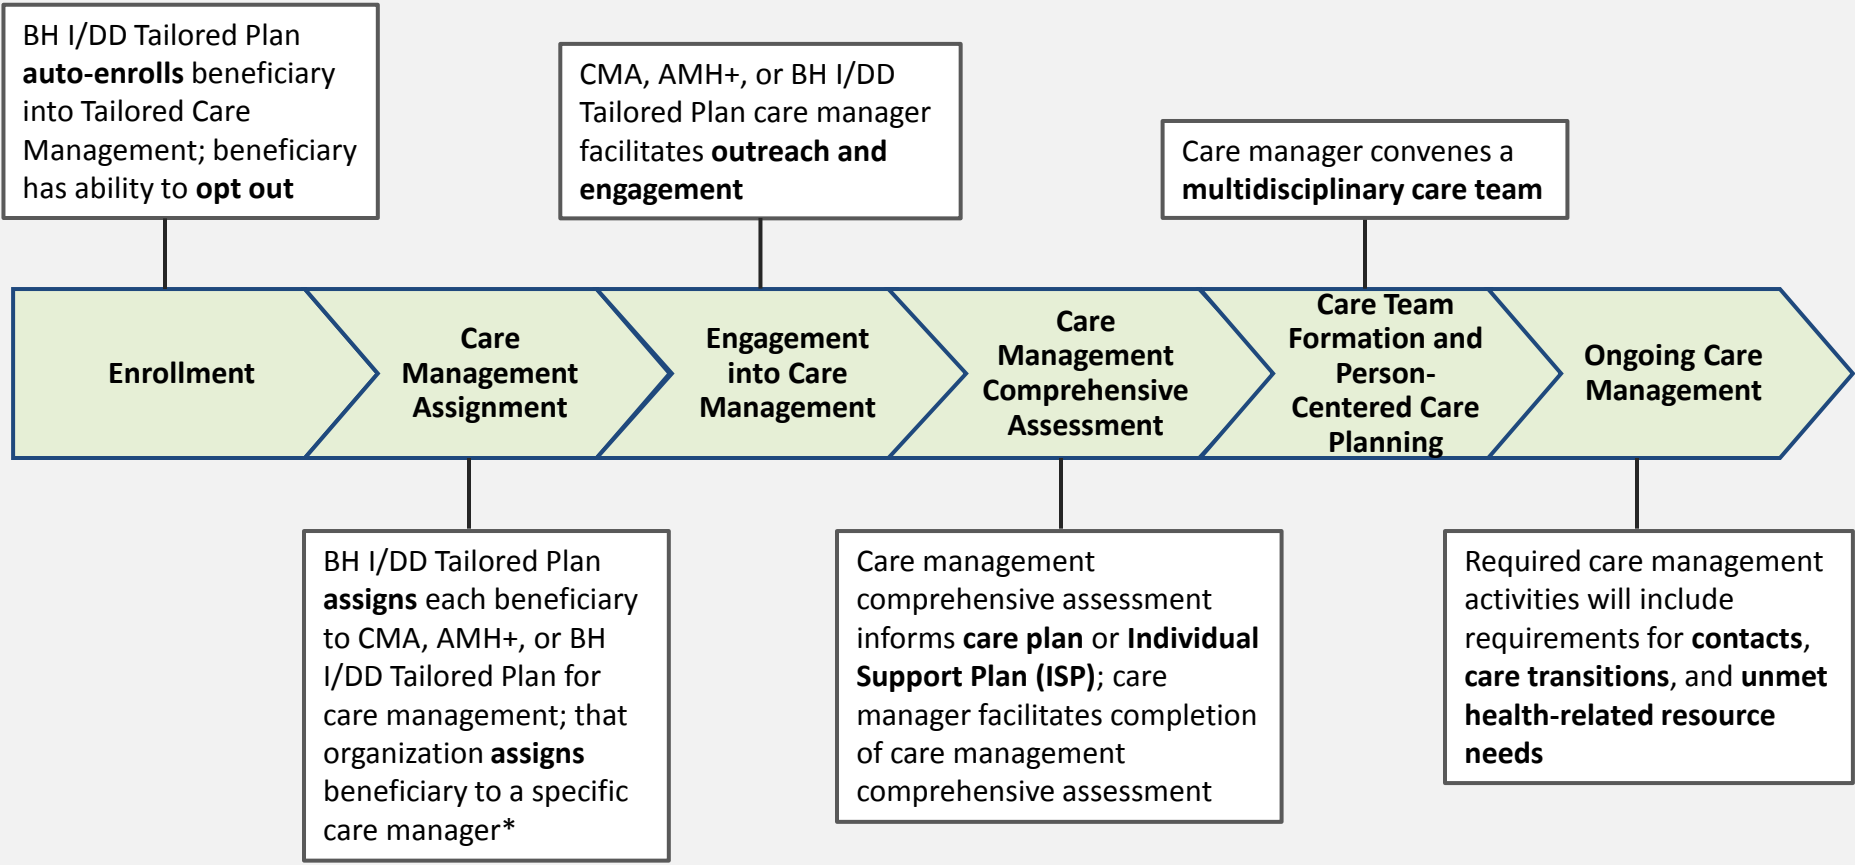 BH I/DD Tailored Plan
auto-enrolls beneficiary
into Tailored Care
Management; beneficiary
has ability to opt out
CMA, AMH+, or BH I/DD
Tailored Plan care manager
facilitates outreach and
engagement
Care manager convenes a
multidisciplinary care team
Enrollment
Care
Management
Assignment
Engagement
into Care
Management
Care
Management
Comprehensive
Assessment
Care Team
Formation and
Person-
Centered Care
Planning
Ongoing Care
Management
BH I/DD Tailored Plan
assigns each beneficiary
to CMA, AMH+, or BH
I/DD Tailored Plan for
care management; that
organization assigns
beneficiary to a specific
care manager*
Care management
comprehensive assessment
informs care plan or Individual
Support Plan (ISP); care
manager facilitates completion
of care management
comprehensive assessment
Required care management
activities will include
requirements for contacts,
care transitions, and unmet
health-related resource
needs